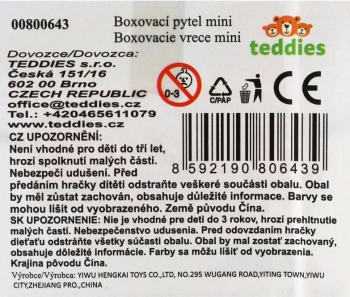 00800643
Boxovací pytel mini
Boxovacie vrece mini
teddies
Dovozce/Dovozca:
TEDDIES s.r.o.
Česká 151/16
602 00 Brno
CZECH REPUBLIC
office@teddies.cz
Tel.: +420465611079
www.teddies.cz
0-3
C/PÁP
CE
CZ UPOZORNĚNÍ:
Není vhodné pro děti do tří let,
hrozí spolknutí malých částí.
Nebezpečí udušení. Před
předáním hračky dítěti odstraňte veškeré součásti obalu. Obal
by měl zůstat zachován, obsahuje důležité informace. Barvy se
mohou lišit od vyobrazeného. Země původu Čína.
8 592190 806439
SK UPOZORNENIE: Nie je vhodné pre deti do 3 rokov, hrozí prehltnutie
malých častí. Nebezpečenstvo udusenia. Pred odovzdaním hračky
dieťaťu odstráňte všetky súčasti obalu. Obal by mal zostať zachovaný,
obsahuje dôležité informácie. Farby sa môžu líšiť od vyobrazenia.
Krajina pôvodu Čína.
Výrobce/Výrobca: YIWU HENGKAI TOYS CO.,LTD, NO.295 WUGANG ROAD,YITING TOWN,YIWU
CITY,ZHEJIANG PRO.,CHINA